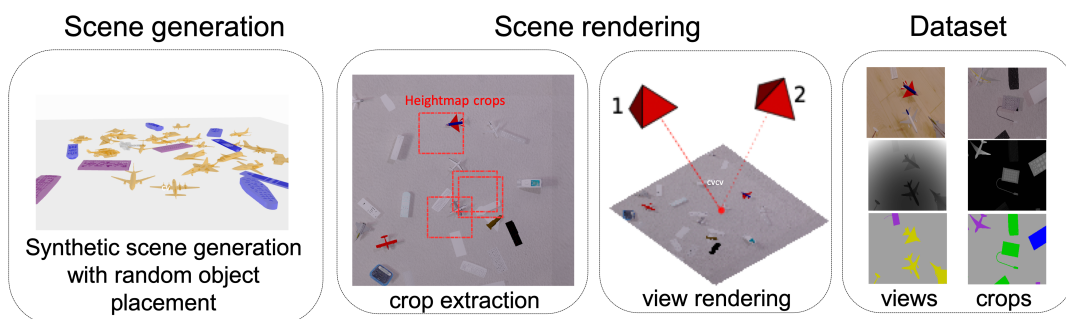 Scene generation
Scene rendering
Dataset
Synthetic scene generation
with random object
placement
Heightmap crops
crop extraction
1
2
cvcv
view rendering
views
crops